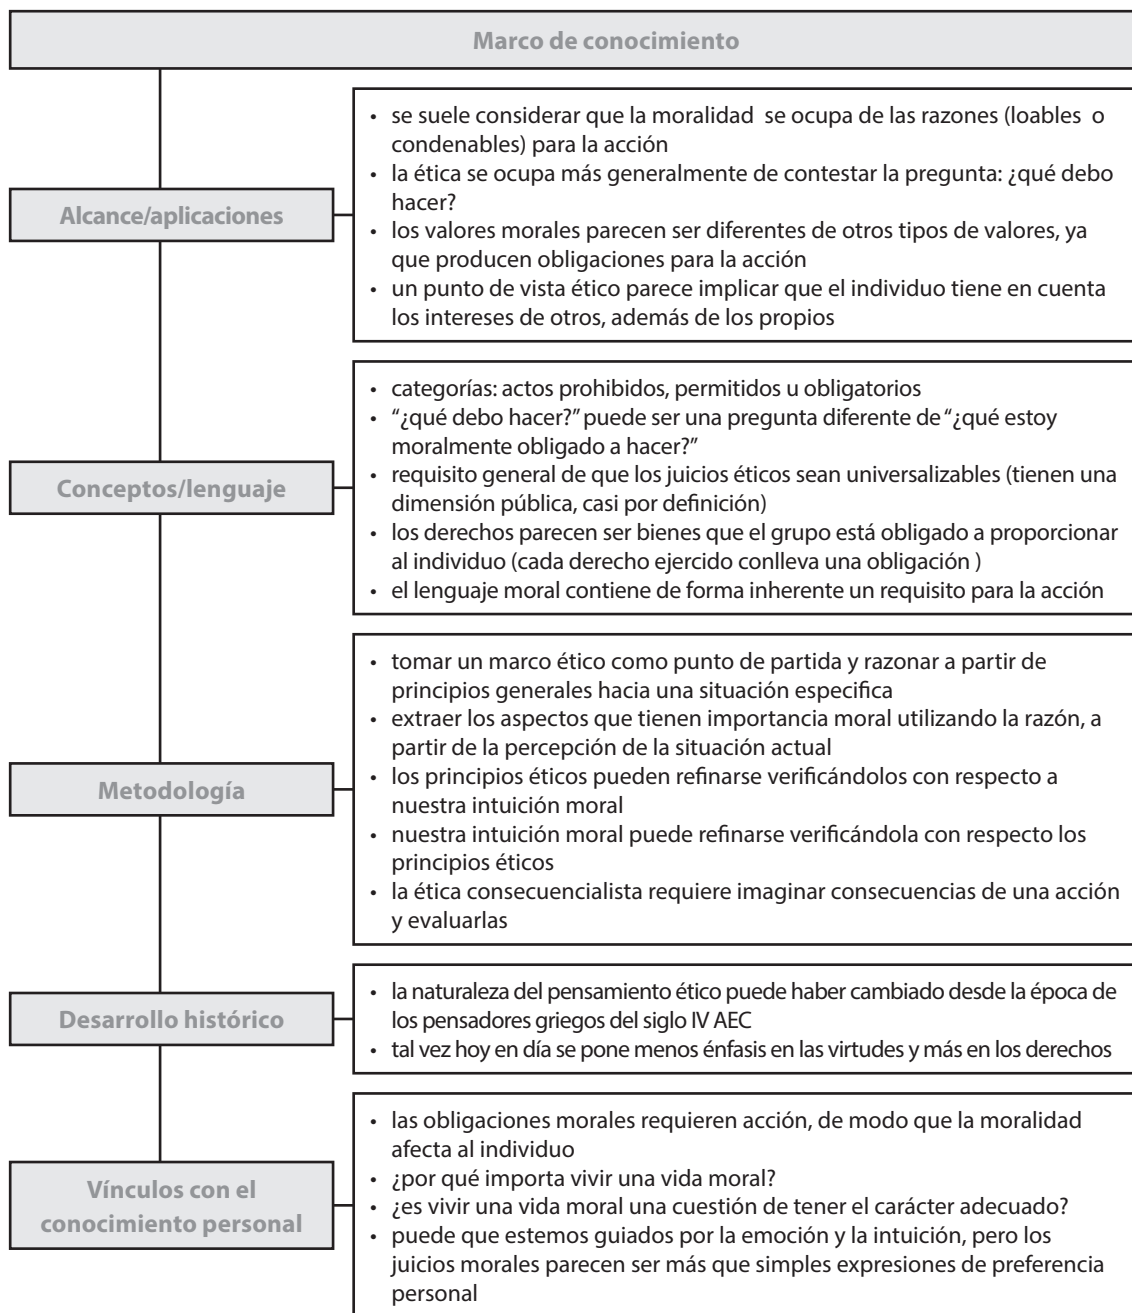 Marco de conocimiento
Alcance/aplicaciones
• se suele considerar que la moralidad se ocupa de las razones (loables o
condenables) para la acción
• la ética se ocupa más generalmente de contestar la pregunta: ¿qué debo
hacer?
• los valores morales parecen ser diferentes de otros tipos de valores, ya
que producen obligaciones para la acción
• un punto de vista ético parece implicar que el individuo tiene en cuenta
los intereses de otros, además de los propios
Conceptos/lenguaje
• categorías: actos prohibidos, permitidos u obligatorios
• “¿qué debo hacer?” puede ser una pregunta diferente de “¿qué estoy
moralmente obligado a hacer?”
• requisito general de que los juicios éticos sean universalizables (tienen una
dimensión pública, casi por definición)
• los derechos parecen ser bienes que el grupo está obligado a proporcionar
al individuo (cada derecho ejercido conlleva una obligación )
• el lenguaje moral contiene de forma inherente un requisito para la acción
Metodología
• tomar un marco ético como punto de partida y razonar a partir de
principios generales hacia una situación especifica
• extraer los aspectos que tienen importancia moral utilizando la razón, a
partir de la percepción de la situación actual
• los principios éticos pueden refinarse verificándolos con respecto a
nuestra intuición moral
• nuestra intuición moral puede refinarse verificándola con respecto los
principios éticos
• la ética consecuencialista requiere imaginar consecuencias de una acción
y evaluarlas
Desarrollo histórico
• la naturaleza del pensamiento ético puede haber cambiado desde la época de
los pensadores griegos del siglo IV AEC
• tal vez hoy en día se pone menos énfasis en las virtudes y más en los derechos
Vínculos con el
conocimiento personal
• las obligaciones morales requieren acción, de modo que la moralidad
afecta al individuo
• ¿por qué importa vivir una vida moral?
• ¿es vivir una vida moral una cuestión de tener el carácter adecuado?
• puede que estemos guiados por la emoción y la intuición, pero los
juicios morales parecen ser más que simples expresiones de preferencia
personal